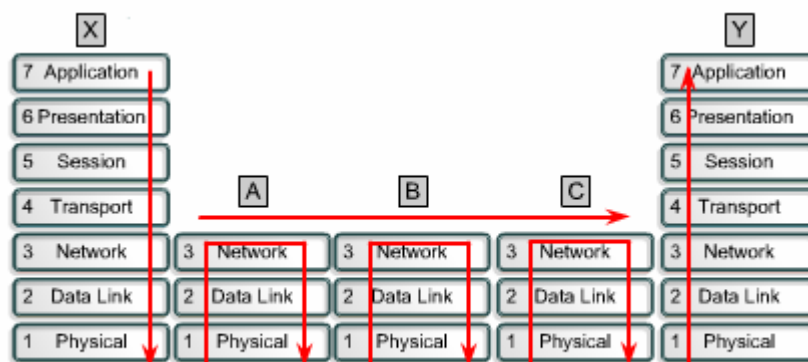 X Y
7 Application 7 Application
6 Presentation 6 Presentation
5 Session 5 Session
A B C
4 Transport 4 Transport
3 Network 3 Network 3 Network 3 Network 3 Network
2 Data Link 2 Data Link 2 Data Link 2 Data Link 2 Data Link
1 Physical 1 Physical 1 Physical 1 Physical 1 Physical